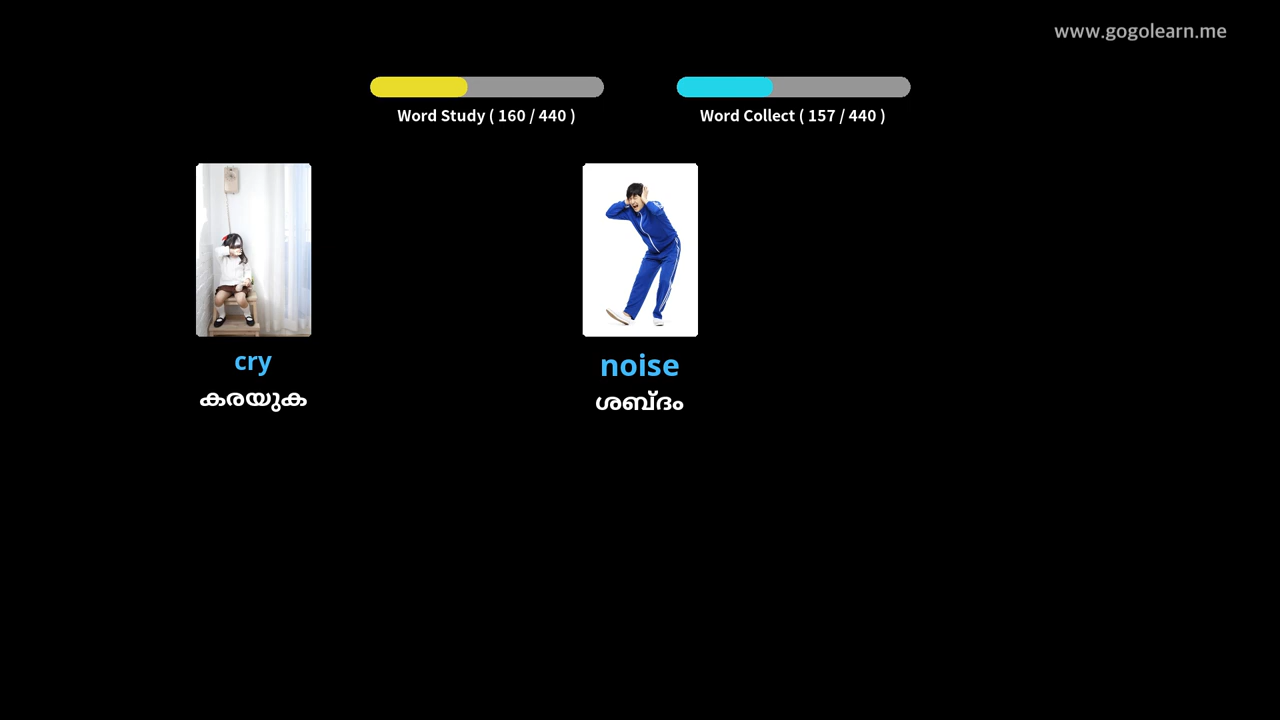 www.gogolearn.me
Word Study ( 160 / 440 )
Word Collect ( 157 / 440 )
cry
കരയുക
noise
ശബ്ദം